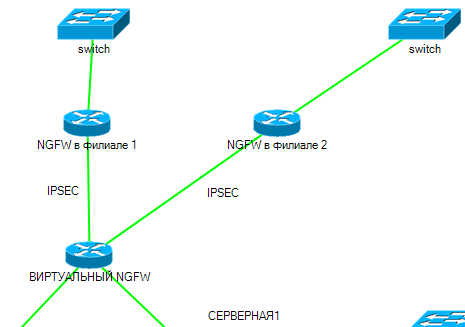 switch
switch
NGFW в филиале 1
NGFW в филиале 2
IPSEC
IPSEC
ВИРТУАЛЬНЫЙ NGFW
СЕРВЕРНАЯ1